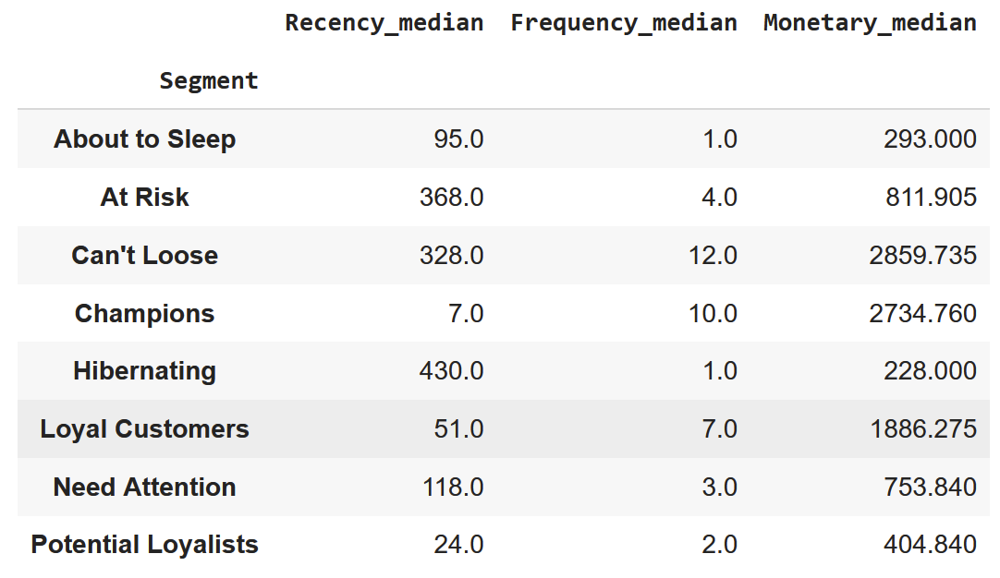 Recency_median Frequency_median Monetary_median
Segment
About to Sleep 95.0 1.0 293.000
At Risk 368.0 4.0 811.905
Can't Loose 328.0 12.0 2859.735
Champions 7.0 10.0 2734.760
Hibernating 430.0 1.0 228.000
Loyal Customers 51.0 7.0 1886.275
Need Attention 118.0 3.0 753.840
Potential Loyalists 24.0 2.0 404.840